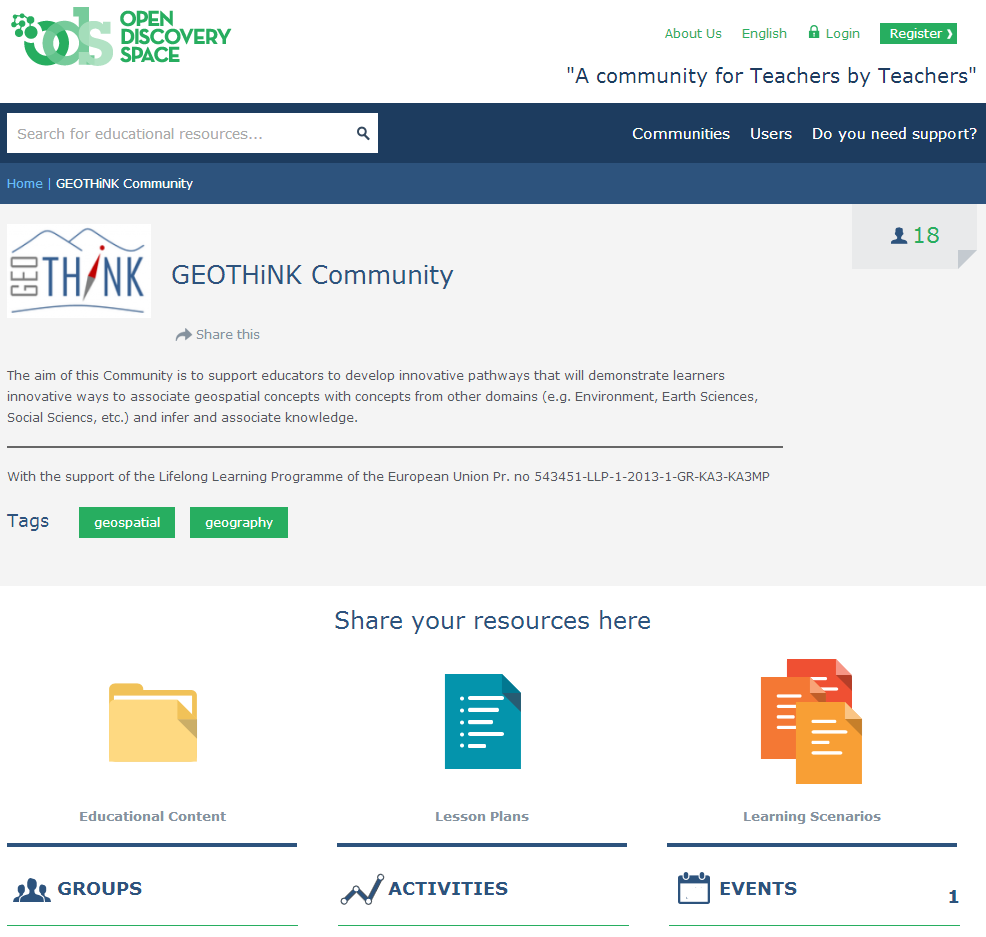 ods OPEN
DISCOVERY
SPACE
About Us English Login Register ❯
"A community for Teachers by Teachers"
Search for educational resources...
Communities Users Do you need support?
Home | GEOTHiNK Community
18
GEO THiNK
GEOTHiNK Community
Share this
The aim of this Community is to support educators to develop innovative pathways that will demonstrate learners
innovative ways to associate geospatial concepts with concepts from other domains (e.g. Environment, Earth Sciences,
Social Sciencs, etc.) and infer and associate knowledge.
With the support of the Lifelong Learning Programme of the European Union Pr. no 543451-LLP-1-2013-1-GR-KA3-KA3MP
Tags geospatial geography
Share your resources here
Educational Content Lesson Plans Learning Scenarios
GROUPS ACTIVITIES EVENTS 1